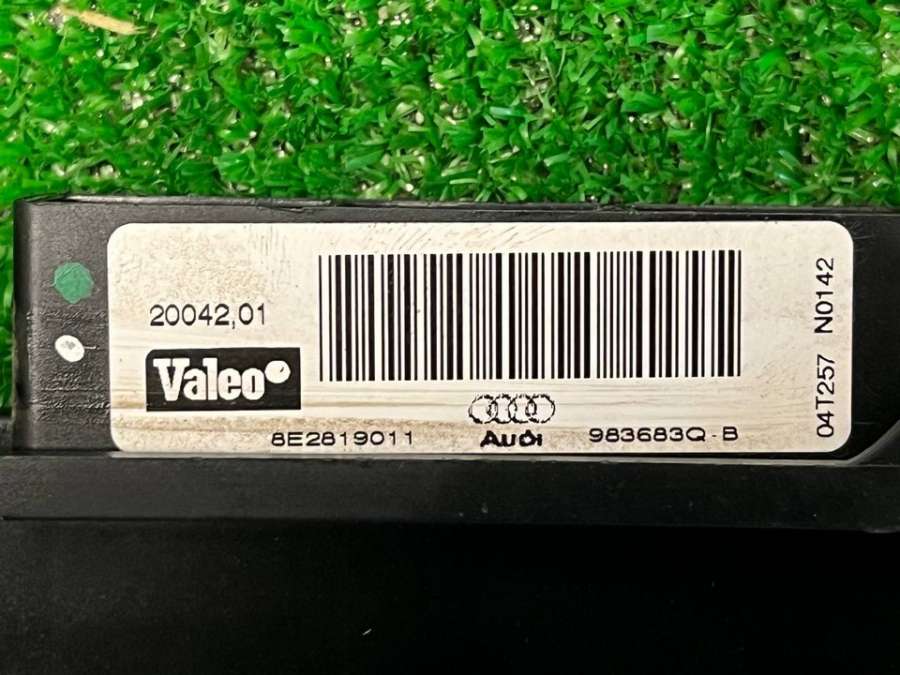 20042,01
Valeo
8E2819011
Audi
983683Q-B
04T257 N0142